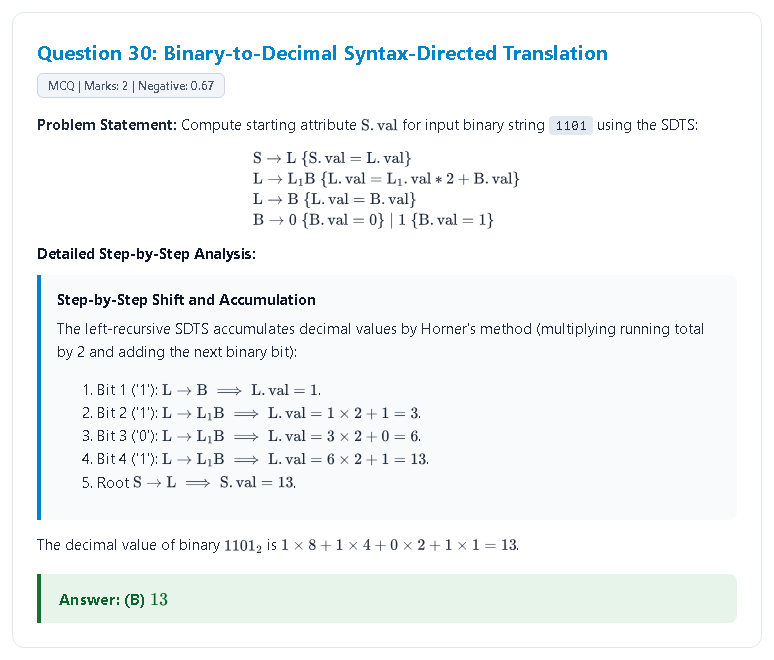 Question 30: Binary-to-Decimal Syntax-Directed Translation
MCQ | Marks: 2 | Negative: 0.67
Problem Statement: Compute starting attribute S.val for input binary string 1101 using the SDTS:
S → L {S.val = L.val}
L → L₁B {L.val = L₁.val ∗ 2 + B.val}
L → B {L.val = B.val}
B → 0 {B.val = 0} | 1 {B.val = 1}
Detailed Step-by-Step Analysis:
Step-by-Step Shift and Accumulation
The left-recursive SDTS accumulates decimal values by Horner's method (multiplying running total
by 2 and adding the next binary bit):
1. Bit 1 ('1'): L → B ⟹ L.val = 1.
2. Bit 2 ('1'): L → L₁B ⟹ L.val = 1 × 2 + 1 = 3.
3. Bit 3 ('0'): L → L₁B ⟹ L.val = 3 × 2 + 0 = 6.
4. Bit 4 ('1'): L → L₁B ⟹ L.val = 6 × 2 + 1 = 13.
5. Root S → L ⟹ S.val = 13.
The decimal value of binary 1101₂ is 1 × 8 + 1 × 4 + 0 × 2 + 1 × 1 = 13.
Answer: (B) 13